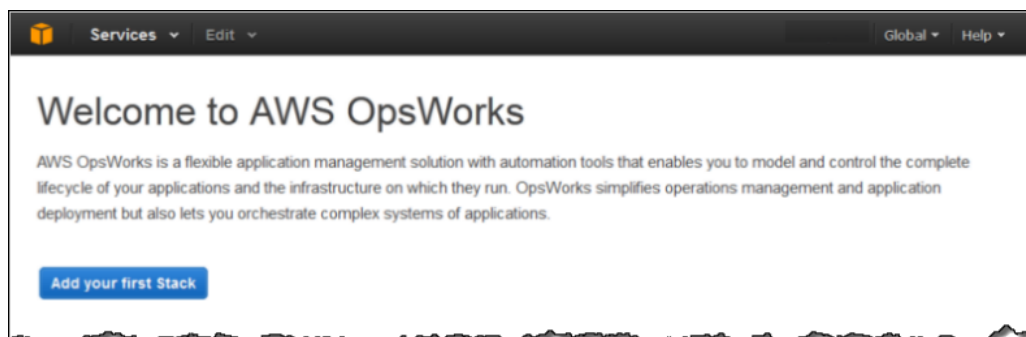 Services Edit Global Help
Welcome to AWS OpsWorks
AWS OpsWorks is a flexible application management solution with automation tools that enables you to model and control the complete
lifecycle of your applications and the infrastructure on which they run. OpsWorks simplifies operations management and application
deployment but also lets you orchestrate complex systems of applications.
Add your first Stack